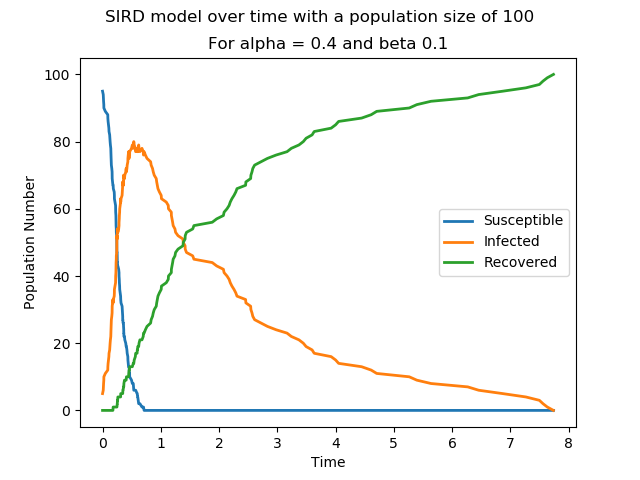 SIRD model over time with a population size of 100
For alpha = 0.4 and beta 0.1
100
80
60
40
20
0
Population Number
Susceptible
Infected
Recovered
0 1 2 3 4 5 6 7 8
Time